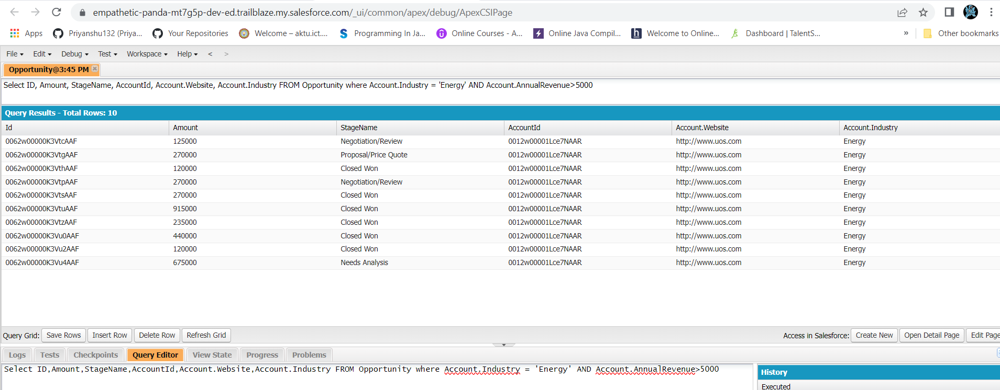 empathetic-panda-mt7g5p-dev-ed.trailblaze.my.salesforce.com/_ui/common/apex/debug/ApexCSIPage
Apps Priyanshu132 (Priya... Your Repositories Welcome – aktu.ict.... Programming In Ja... Online Courses - A... Online Java Compil... Welcome to Online... Dashboard | TalentS... » Other bookmarks
File Edit Debug Test Workspace Help < >
Opportunity@3:45 PM
Select ID, Amount, StageName, AccountId, Account.Website, Account.Industry FROM Opportunity where Account.Industry = 'Energy' AND Account.AnnualRevenue>5000
Query Results - Total Rows: 10
Id Amount StageName AccountId Account.Website Account.Industry
0062w00000K3VtcAAF 125000 Negotiation/Review 0012w00001Lce7NAAR http://www.uos.com Energy
0062w00000K3VtgAAF 270000 Proposal/Price Quote 0012w00001Lce7NAAR http://www.uos.com Energy
0062w00000K3VthAAF 120000 Closed Won 0012w00001Lce7NAAR http://www.uos.com Energy
0062w00000K3VtpAAF 270000 Negotiation/Review 0012w00001Lce7NAAR http://www.uos.com Energy
0062w00000K3VtsAAF 270000 Closed Won 0012w00001Lce7NAAR http://www.uos.com Energy
0062w00000K3VtuAAF 915000 Closed Won 0012w00001Lce7NAAR http://www.uos.com Energy
0062w00000K3VtzAAF 235000 Closed Won 0012w00001Lce7NAAR http://www.uos.com Energy
0062w00000K3Vu0AAF 440000 Closed Won 0012w00001Lce7NAAR http://www.uos.com Energy
0062w00000K3Vu2AAF 120000 Closed Won 0012w00001Lce7NAAR http://www.uos.com Energy
0062w00000K3Vu4AAF 675000 Needs Analysis 0012w00001Lce7NAAR http://www.uos.com Energy
Query Grid: Save Rows Insert Row Delete Row Refresh Grid Access in Salesforce: Create New Open Detail Page Edit Page
Logs Tests Checkpoints Query Editor View State Progress Problems
Select ID,Amount,StageName,AccountId,Account.Website,Account.Industry FROM Opportunity where Account.Industry = 'Energy' AND Account.AnnualRevenue>5000
History
Executed